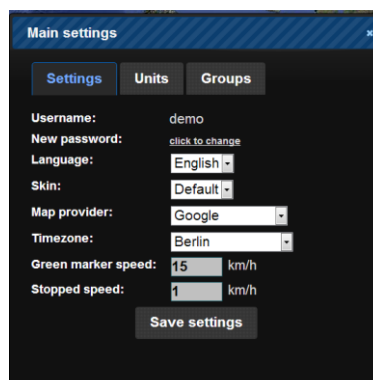 Main settings ×
Settings Units Groups
Username: demo
New password: click to change
Language: English
Skin: Default
Map provider: Google
Timezone: Berlin
Green marker speed: 15 km/h
Stopped speed: 1 km/h
Save settings